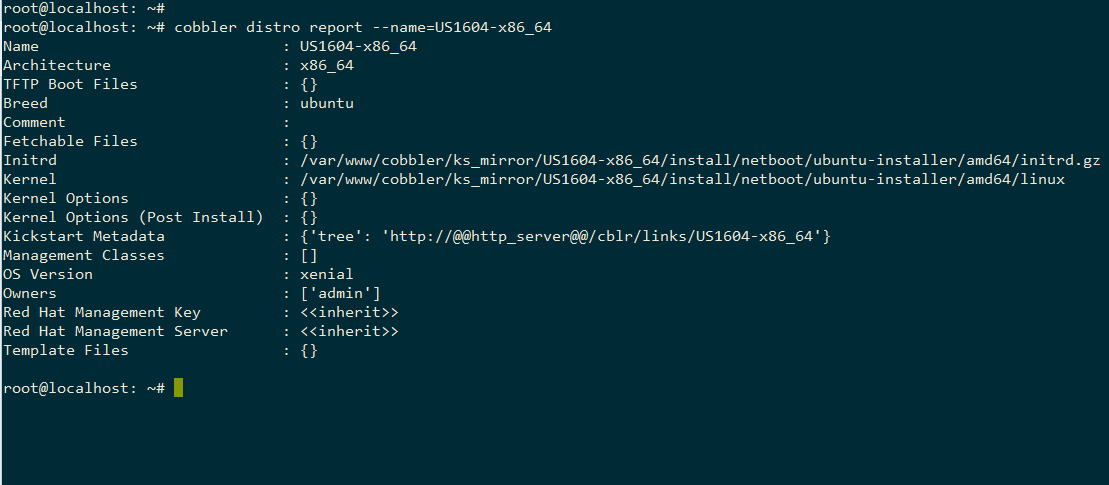 root@localhost: ~#
root@localhost: ~# cobbler distro report --name=US1604-x86_64
Name                           : US1604-x86_64
Architecture                   : x86_64
TFTP Boot Files                : {}
Breed                          : ubuntu
Comment                        :
Fetchable Files                : {}
Initrd                         : /var/www/cobbler/ks_mirror/US1604-x86_64/install/netboot/ubuntu-installer/amd64/initrd.gz
Kernel                         : /var/www/cobbler/ks_mirror/US1604-x86_64/install/netboot/ubuntu-installer/amd64/linux
Kernel Options                 : {}
Kernel Options (Post Install)  : {}
Kickstart Metadata             : {'tree': 'http://@@http_server@@/cblr/links/US1604-x86_64'}
Management Classes             : []
OS Version                     : xenial
Owners                         : ['admin']
Red Hat Management Key         : <<inherit>>
Red Hat Management Server      : <<inherit>>
Template Files                 : {}
root@localhost: ~#